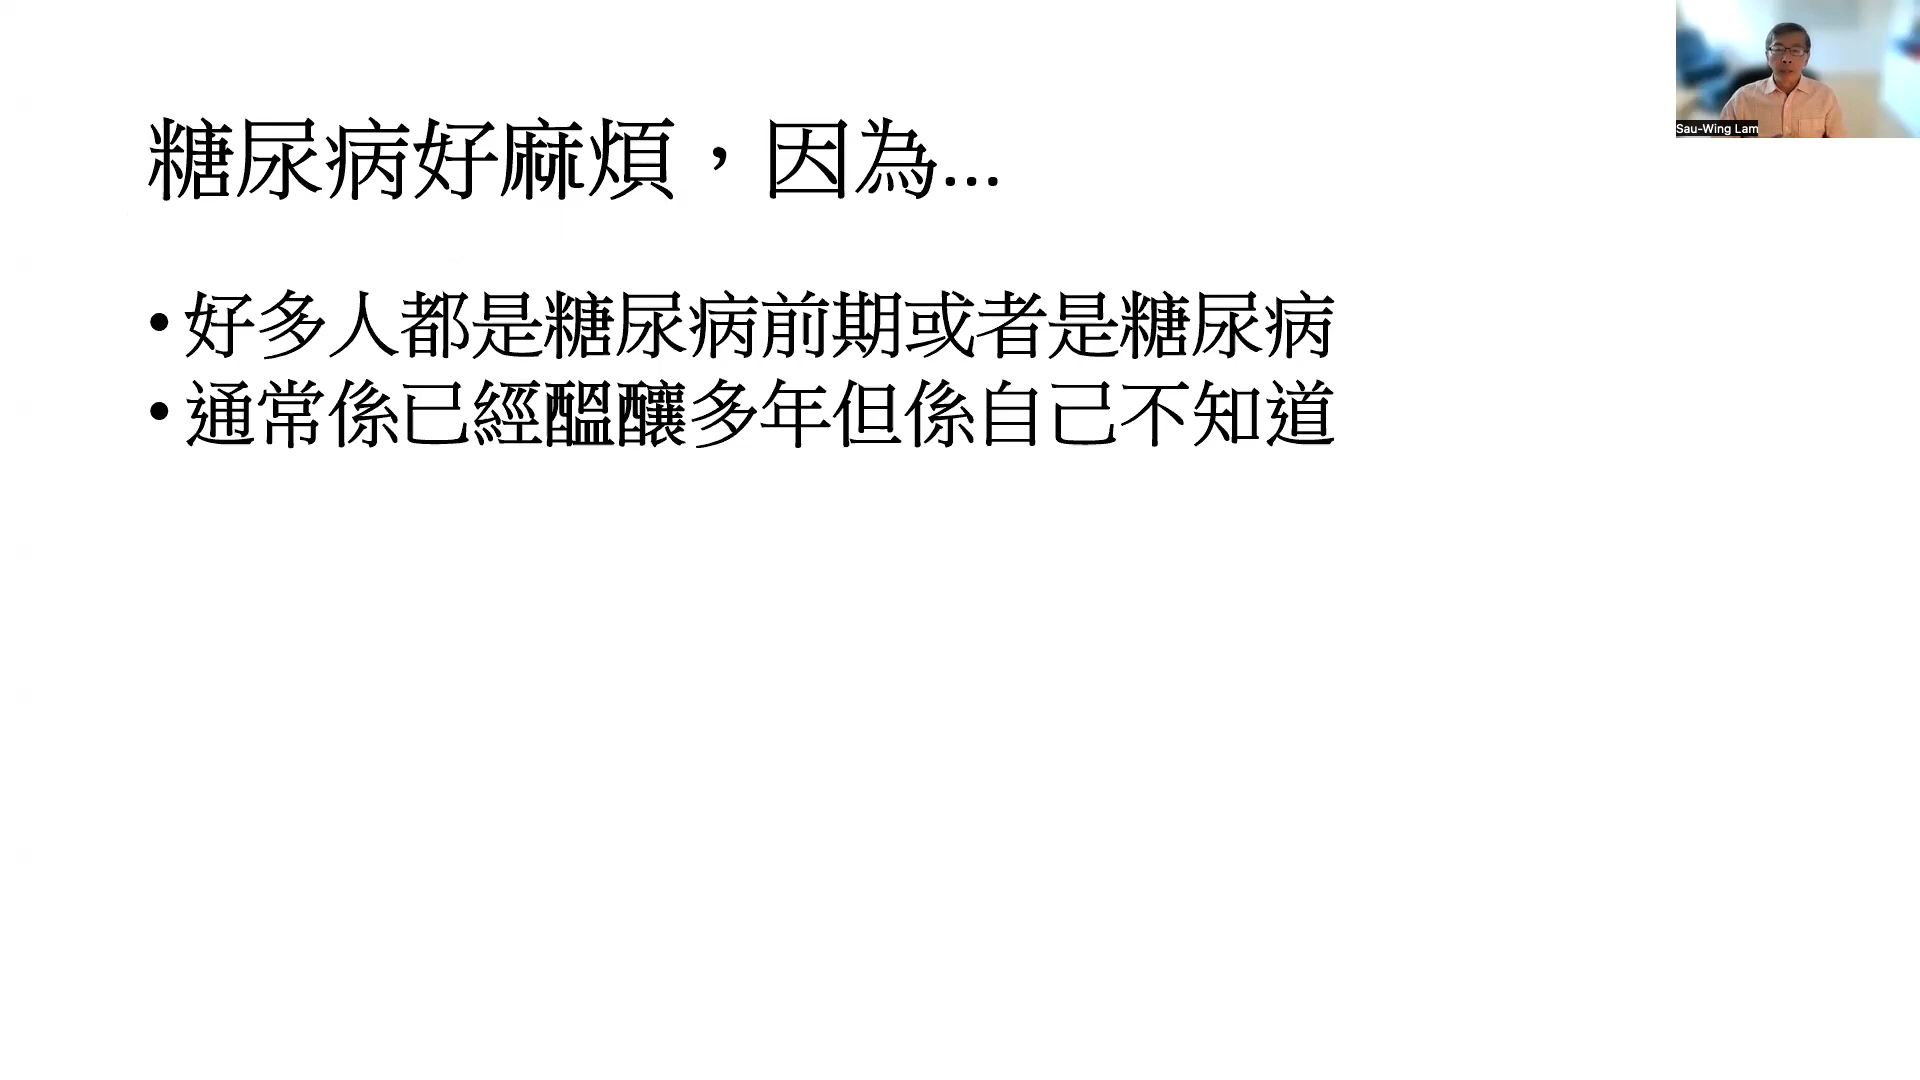 糖尿病好麻煩，因為...
• 好多人都是糖尿病前期或者是糖尿病
• 通常係已經醞釀多年但係自己不知道
Sau-Wing Lam